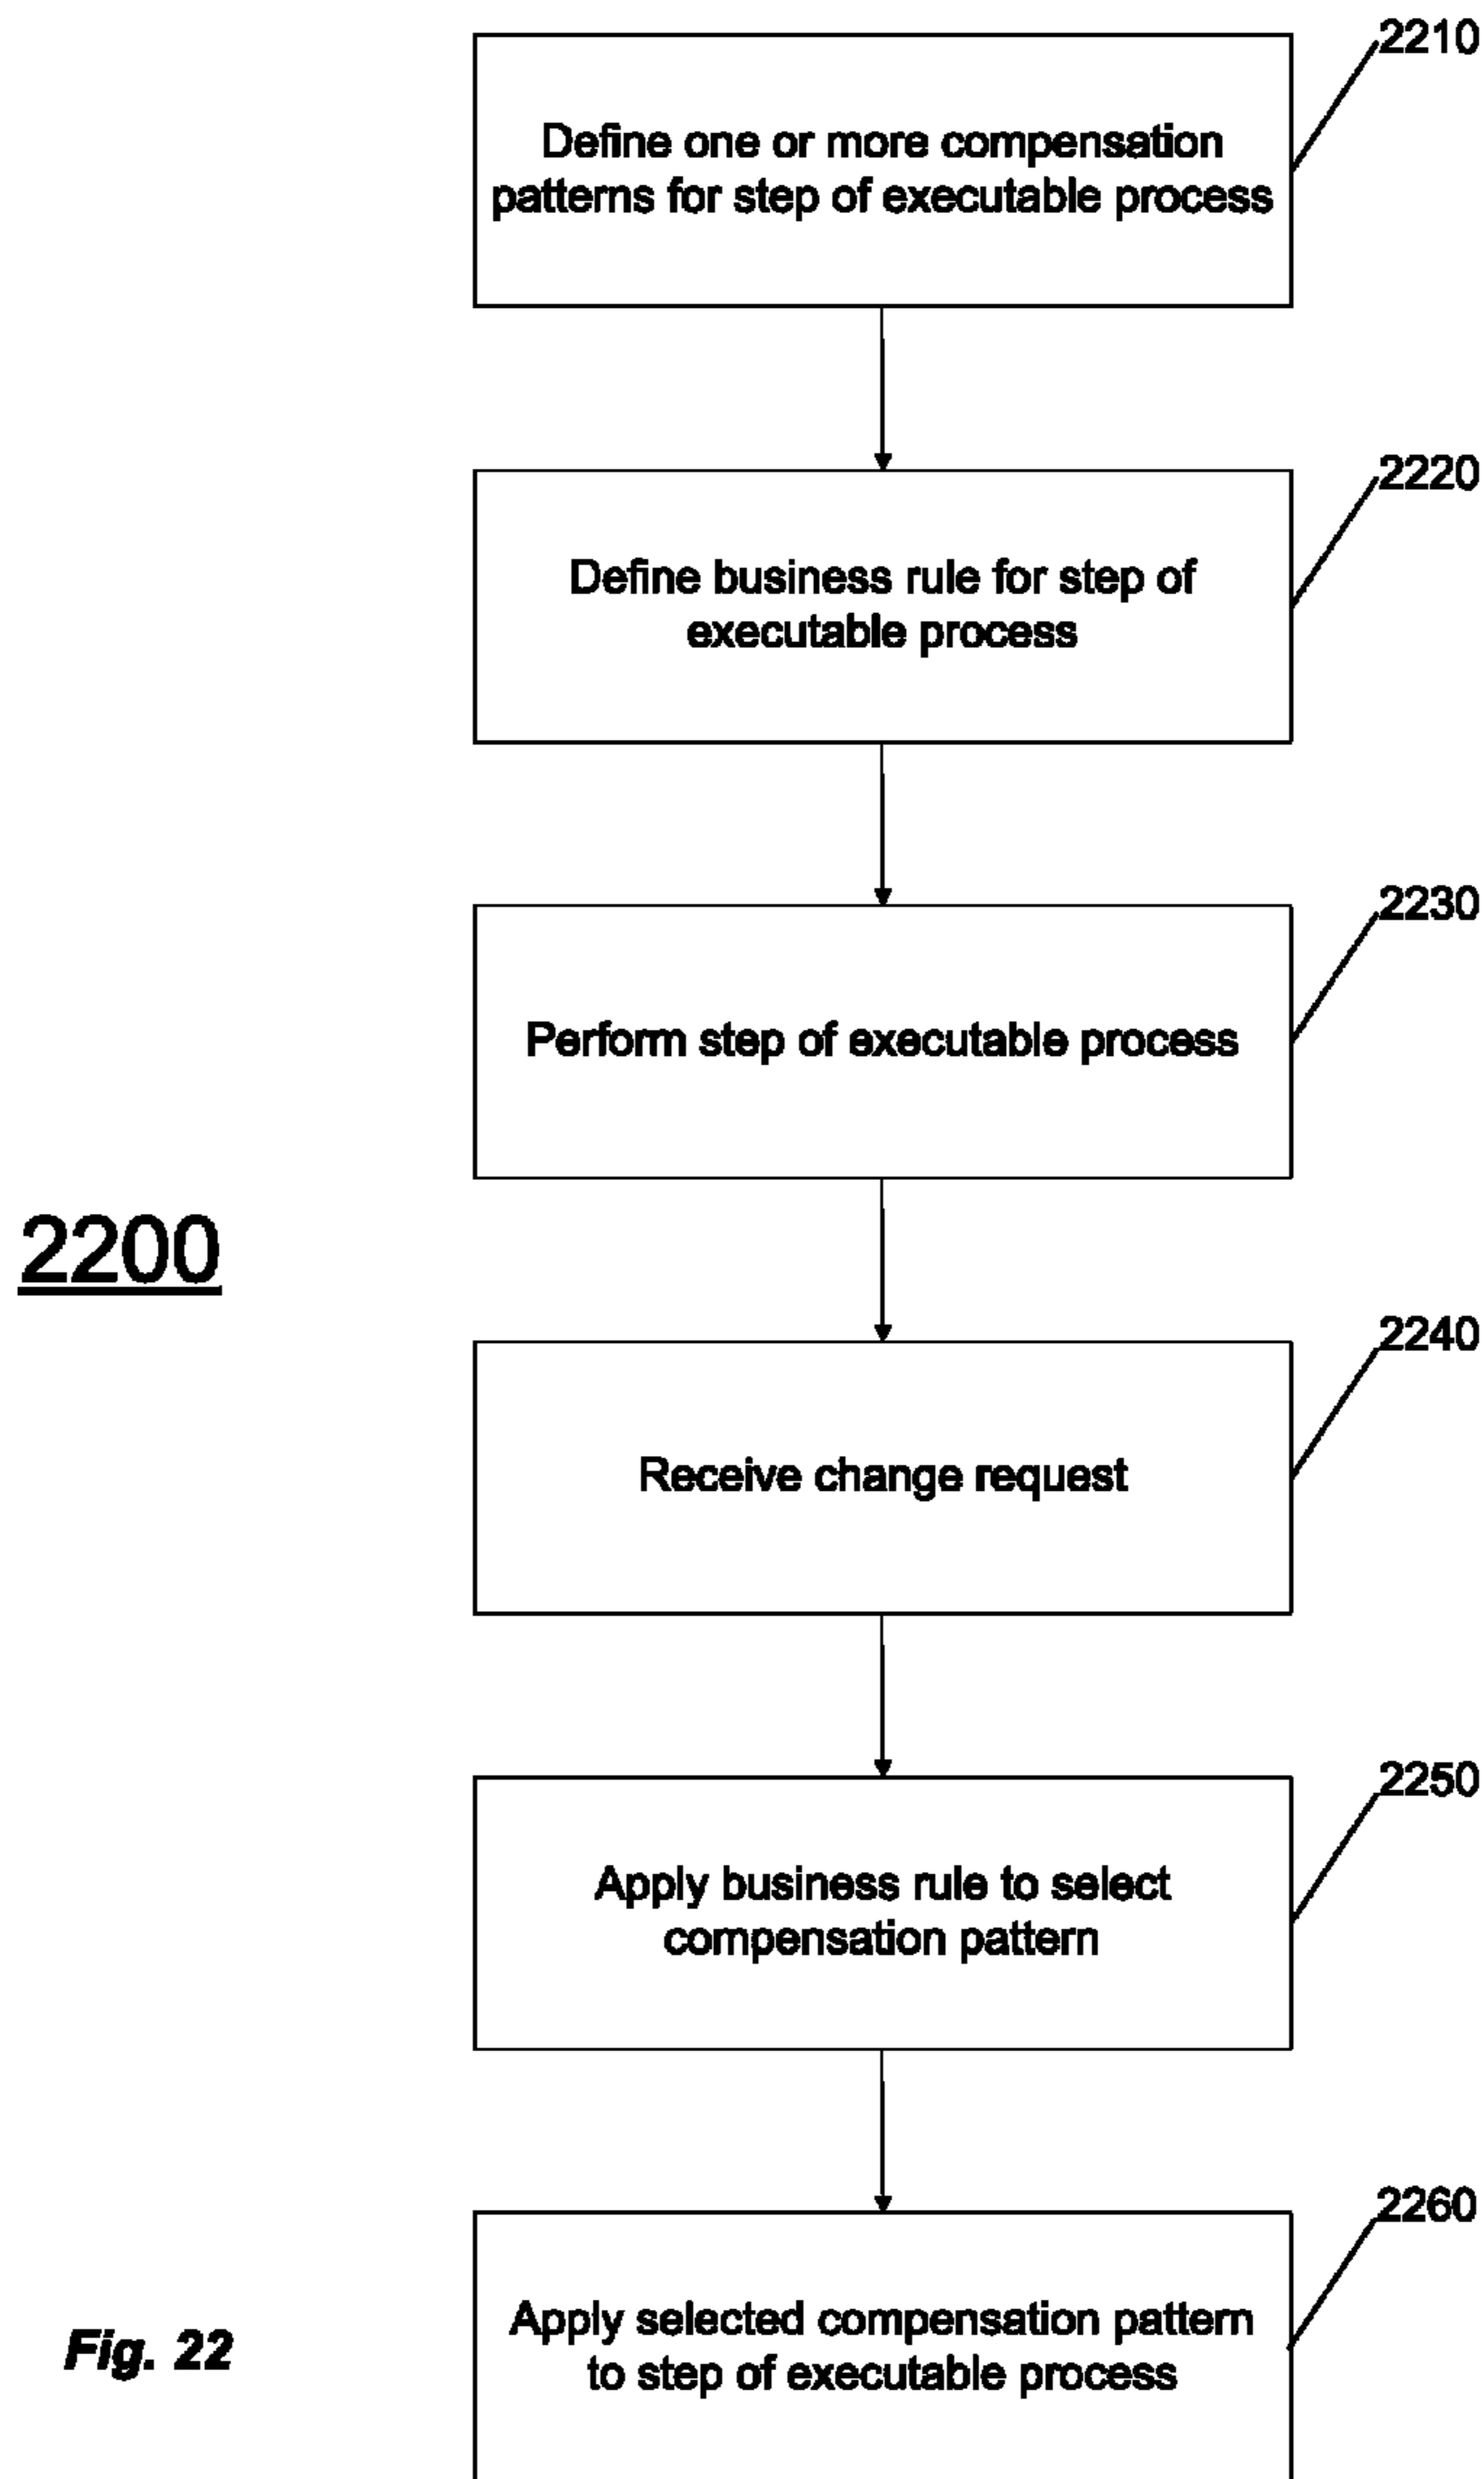 2210
Define one or more compensation
patterns for step of executable process
2220
Define business rule for step of
executable process
2230
Perform step of executable process
2200
2240
Receive change request
2250
Apply business rule to select
compensation pattern
2260
Apply selected compensation pattern
to step of executable process
Fig. 22